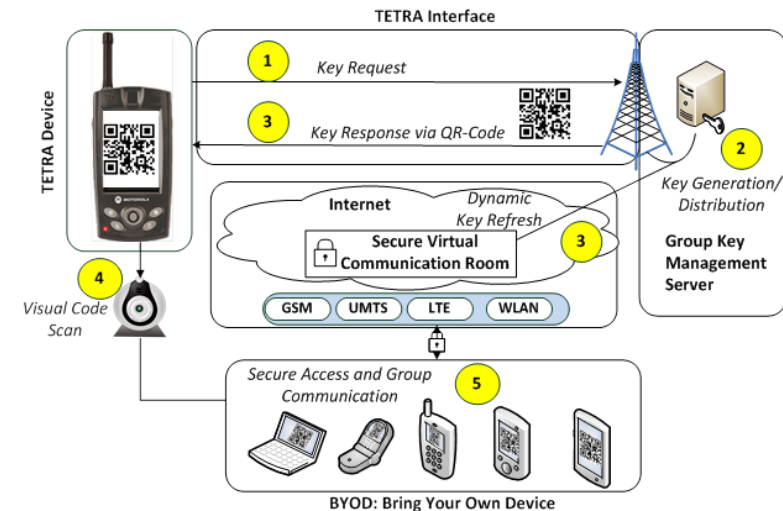 TETRA Interface
1
Key Request
3
Key Response via QR-Code
TETRA Device
MOTOROLA
2
Key Generation/
Distribution
Group Key
Management
Server
Internet
Dynamic
Key Refresh
3
Secure Virtual
Communication Room
GSM
UMTS
LTE
WLAN
4
Visual Code
Scan
Secure Access and Group
Communication
5
BYOD: Bring Your Own Device